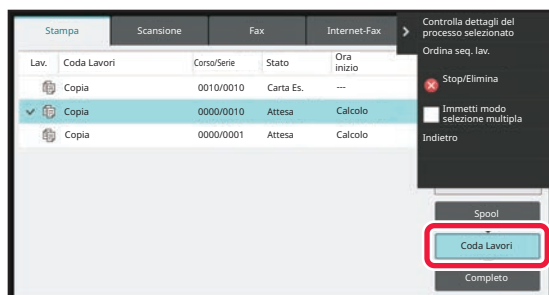 Stampa Scansione Fax Internet-Fax
Lav. Coda Lavori Corso/Serie Stato Ora inizio
Copia 0010/0010 Carta Es. ---
Copia 0000/0010 Attesa Calcolo
Copia 0000/0001 Attesa Calcolo
Controlla dettagli del
processo selezionato
Ordina seq. lav.
Stop/Elimina
Immetti modo
selezione multipla
Indietro
Spool
Coda Lavori
Completo